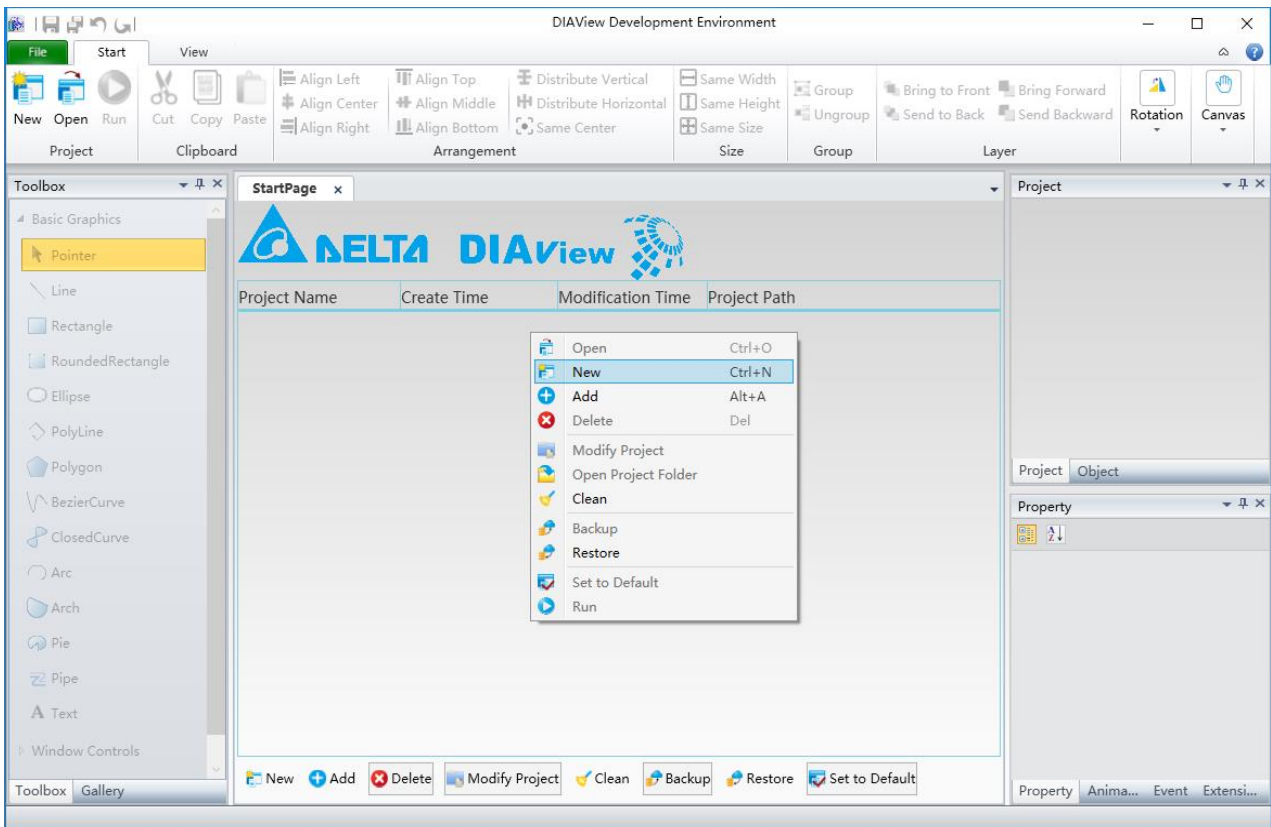 DIAView Development Environment
File Start View
New Open Run
Project
Cut Copy Paste
Clipboard
Align Left Align Top Distribute Vertical
Align Center Align Middle Distribute Horizontal
Align Right Align Bottom Same Center
Arrangement
Same Width
Same Height
Same Size
Size
Group
Ungroup
Group
Bring to Front Bring Forward
Send to Back Send Backward
Layer
Rotation
Canvas
Toolbox
Basic Graphics
Pointer
Line
Rectangle
RoundedRectangle
Ellipse
PolyLine
Polygon
BezierCurve
ClosedCurve
Arc
Arch
Pie
Pipe
A Text
Window Controls
Toolbox Gallery
StartPage x
DELTA DIAView
Project Name Create Time Modification Time Project Path
Open Ctrl+O
New Ctrl+N
Add Alt+A
Delete Del
Modify Project
Open Project Folder
Clean
Backup
Restore
Set to Default
Run
New Add Delete Modify Project Clean Backup Restore Set to Default
Project
Project Object
Property
Property Anima... Event Extensi...